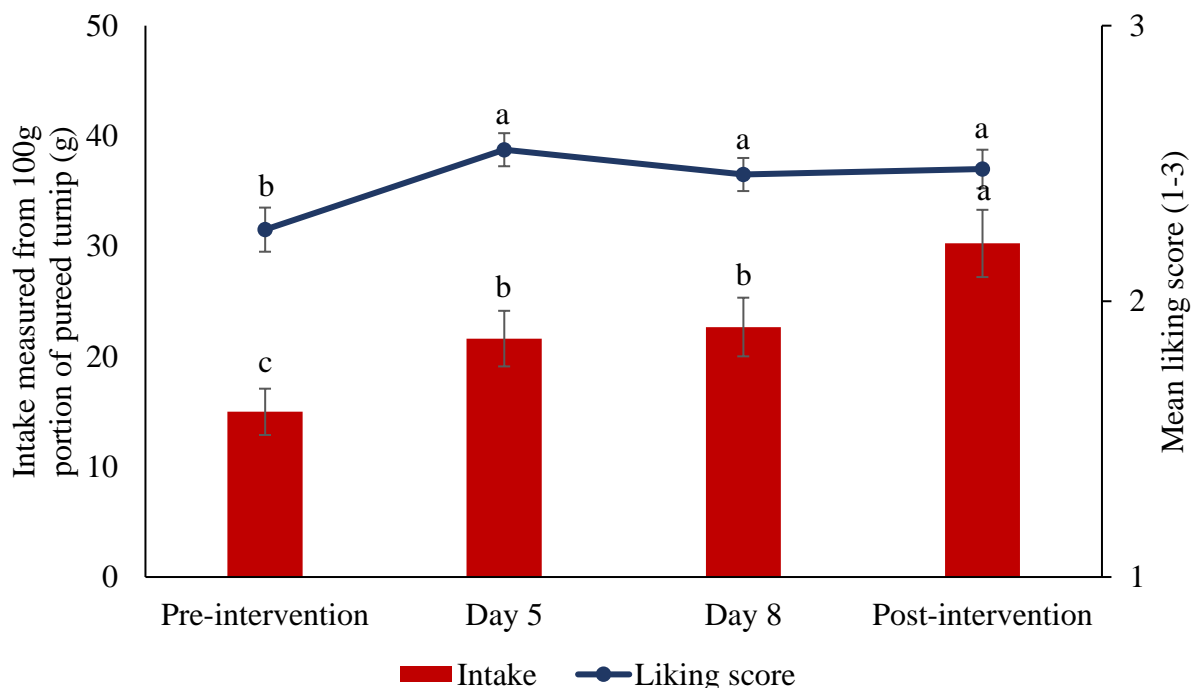 50
40
30
20
10
0
Intake measured from 100g
portion of pureed turnip (g)
b
a
a
a
c
b
b
a
3
2
1
Mean liking score (1-3)
Pre-intervention Day 5 Day 8 Post-intervention
Intake Liking score